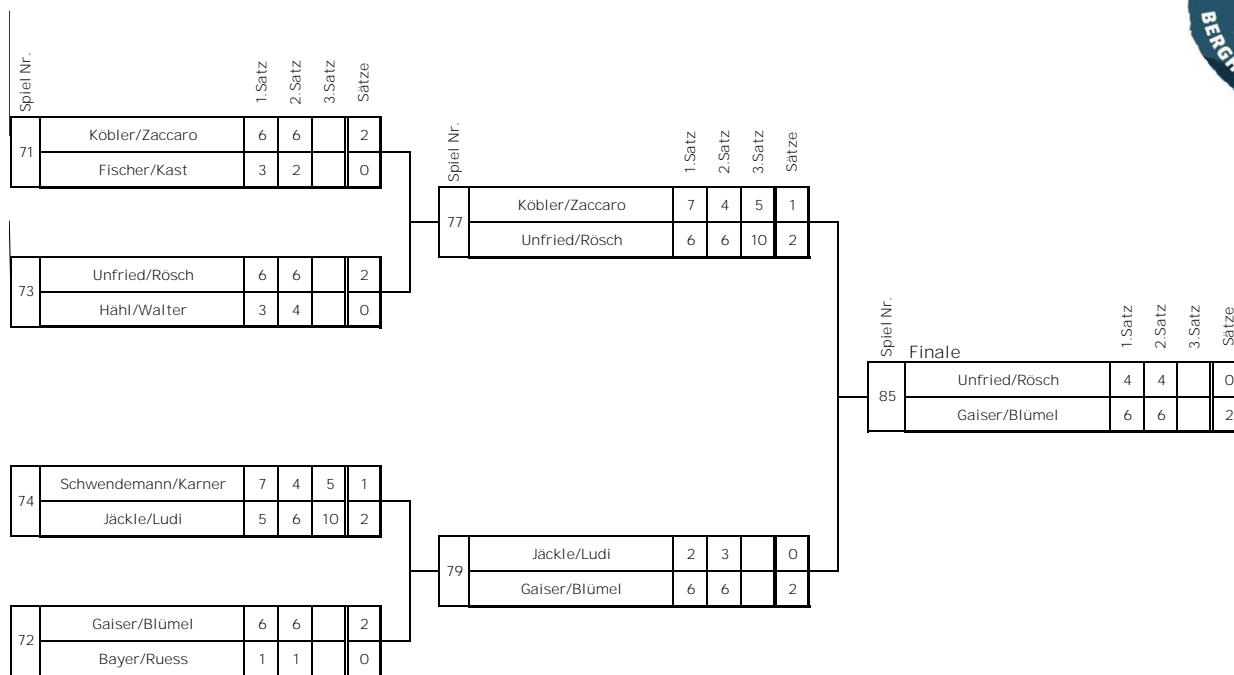 BERGH
Spiel Nr. 1.Satz 2.Satz 3.Satz Sätze
71 Köbler/Zaccaro 6 6 2
Fischer/Kast 3 2 0
73 Unfried/Rösch 6 6 2
Hähl/Walter 3 4 0
74 Schwendemann/Karner 7 4 5 1
Jäckle/Ludi 5 6 10 2
72 Gaiser/Blümel 6 6 2
Bayer/Ruess 1 1 0
Spiel Nr. 1.Satz 2.Satz 3.Satz Sätze
77 Köbler/Zaccaro 7 4 5 1
Unfried/Rösch 6 6 10 2
79 Jäckle/Ludi 2 3 0
Gaiser/Blümel 6 6 2
Spiel Nr. Finale 1.Satz 2.Satz 3.Satz Sätze
85 Unfried/Rösch 4 4 0
Gaiser/Blümel 6 6 2